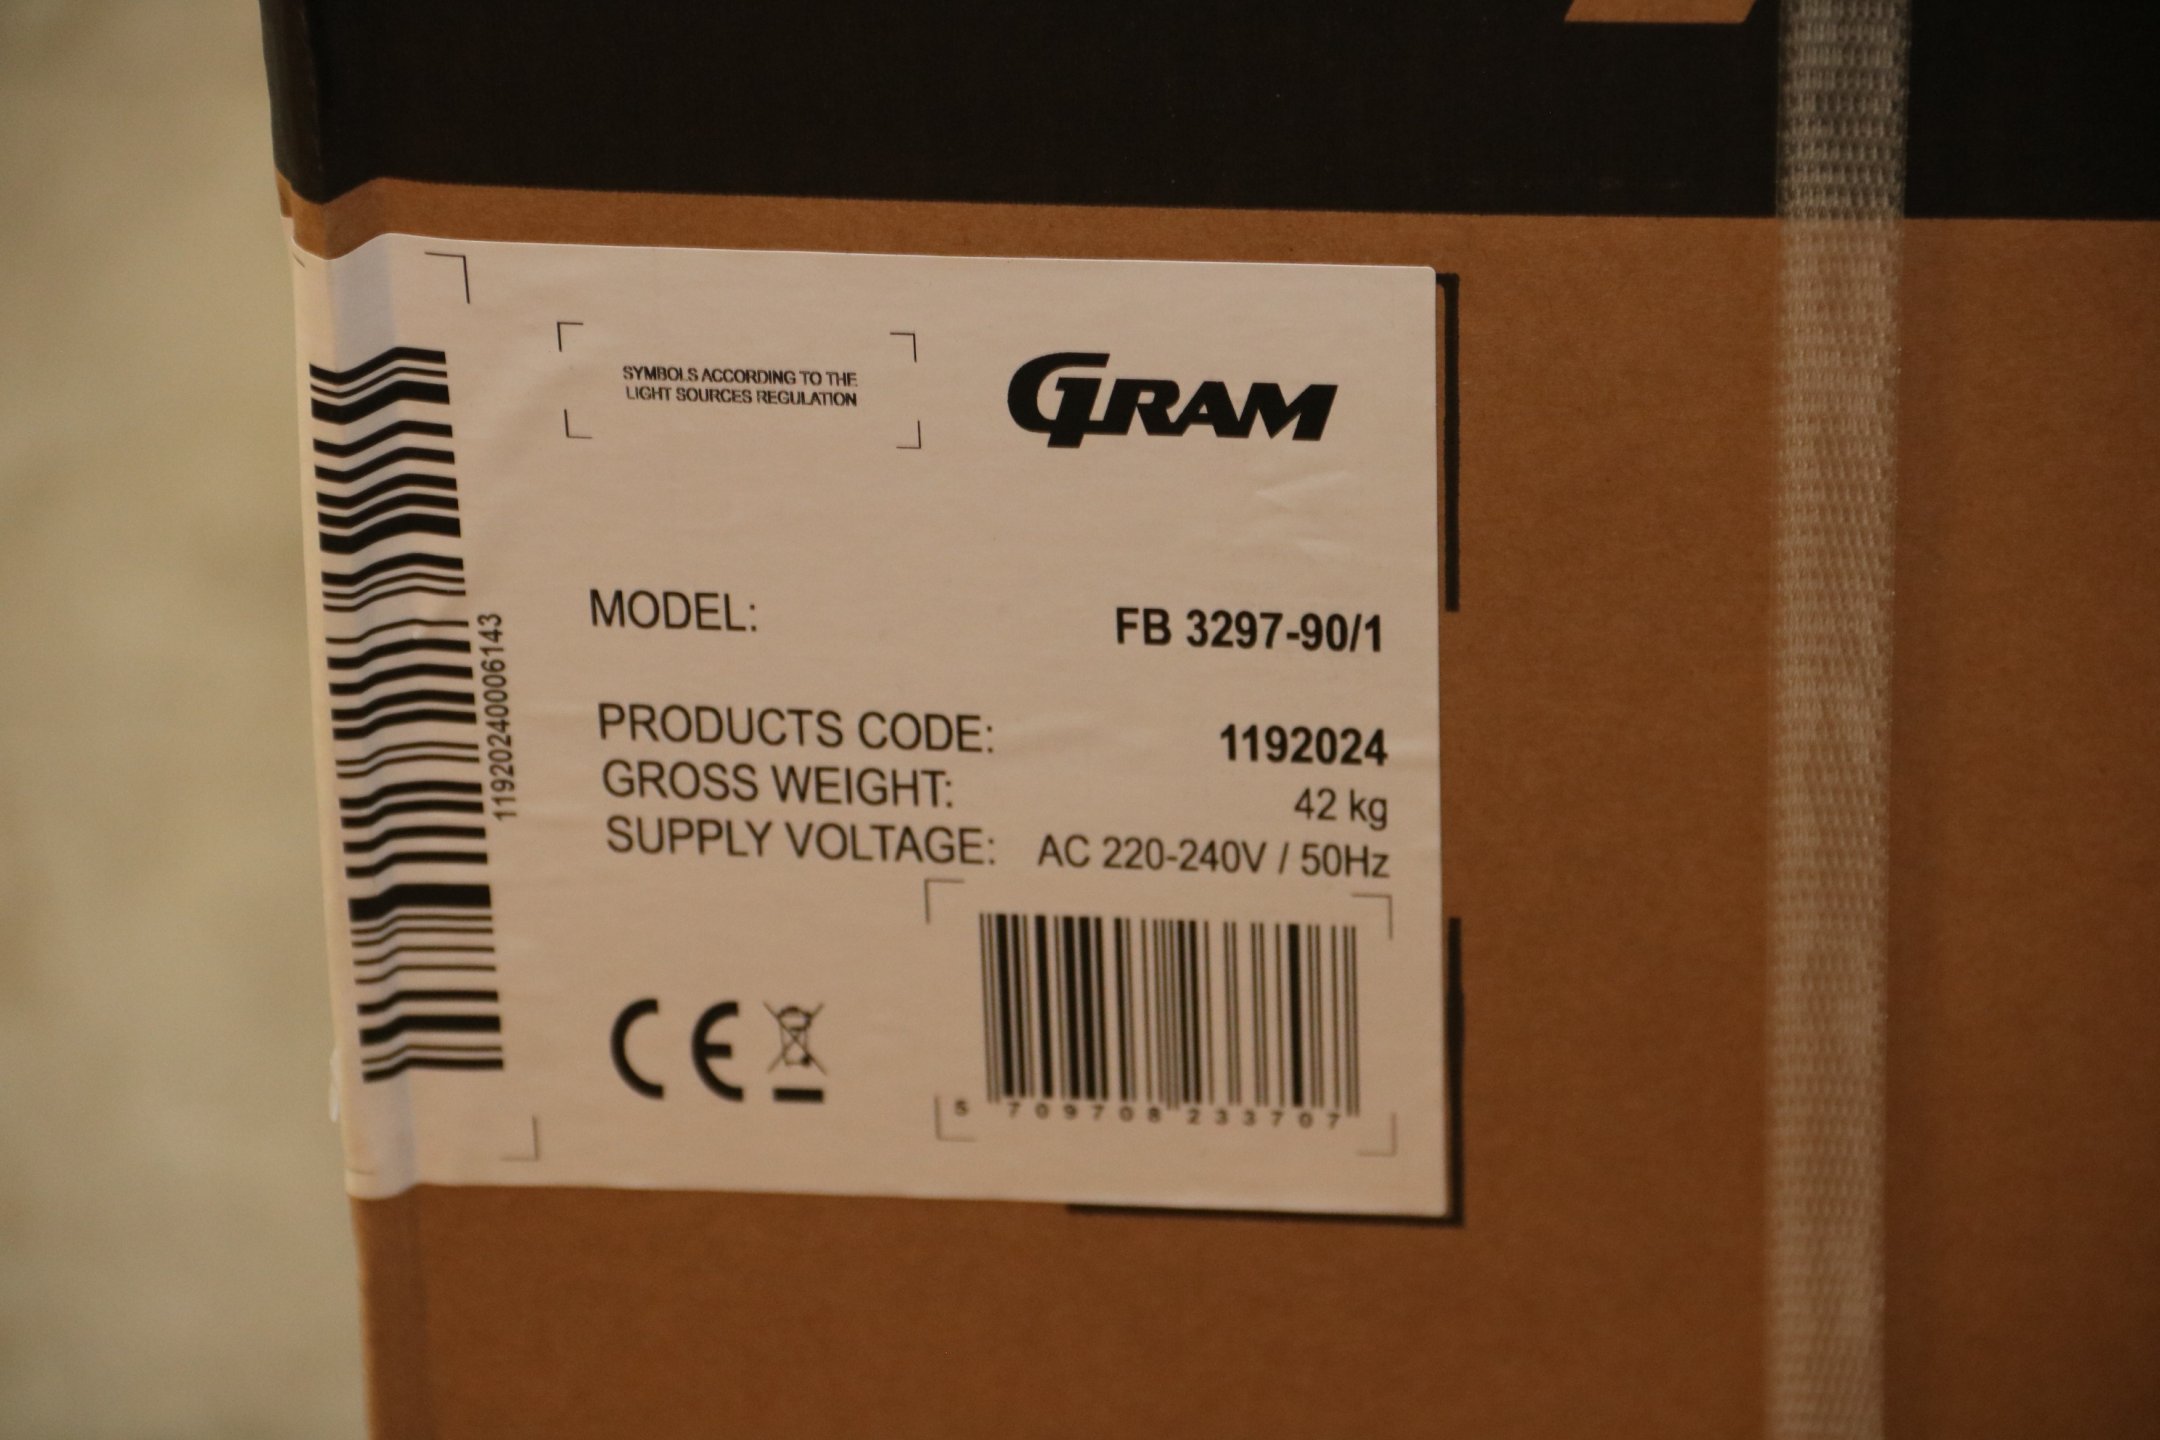 SYMBOLS ACCORDING TO THE
LIGHT SOURCES REGULATION
GRAM
MODEL: FB 3297-90/1
PRODUCTS CODE: 1192024
GROSS WEIGHT: 42 kg
SUPPLY VOLTAGE: AC 220-240V / 50Hz
CE
5 709708 233707
11920240006143